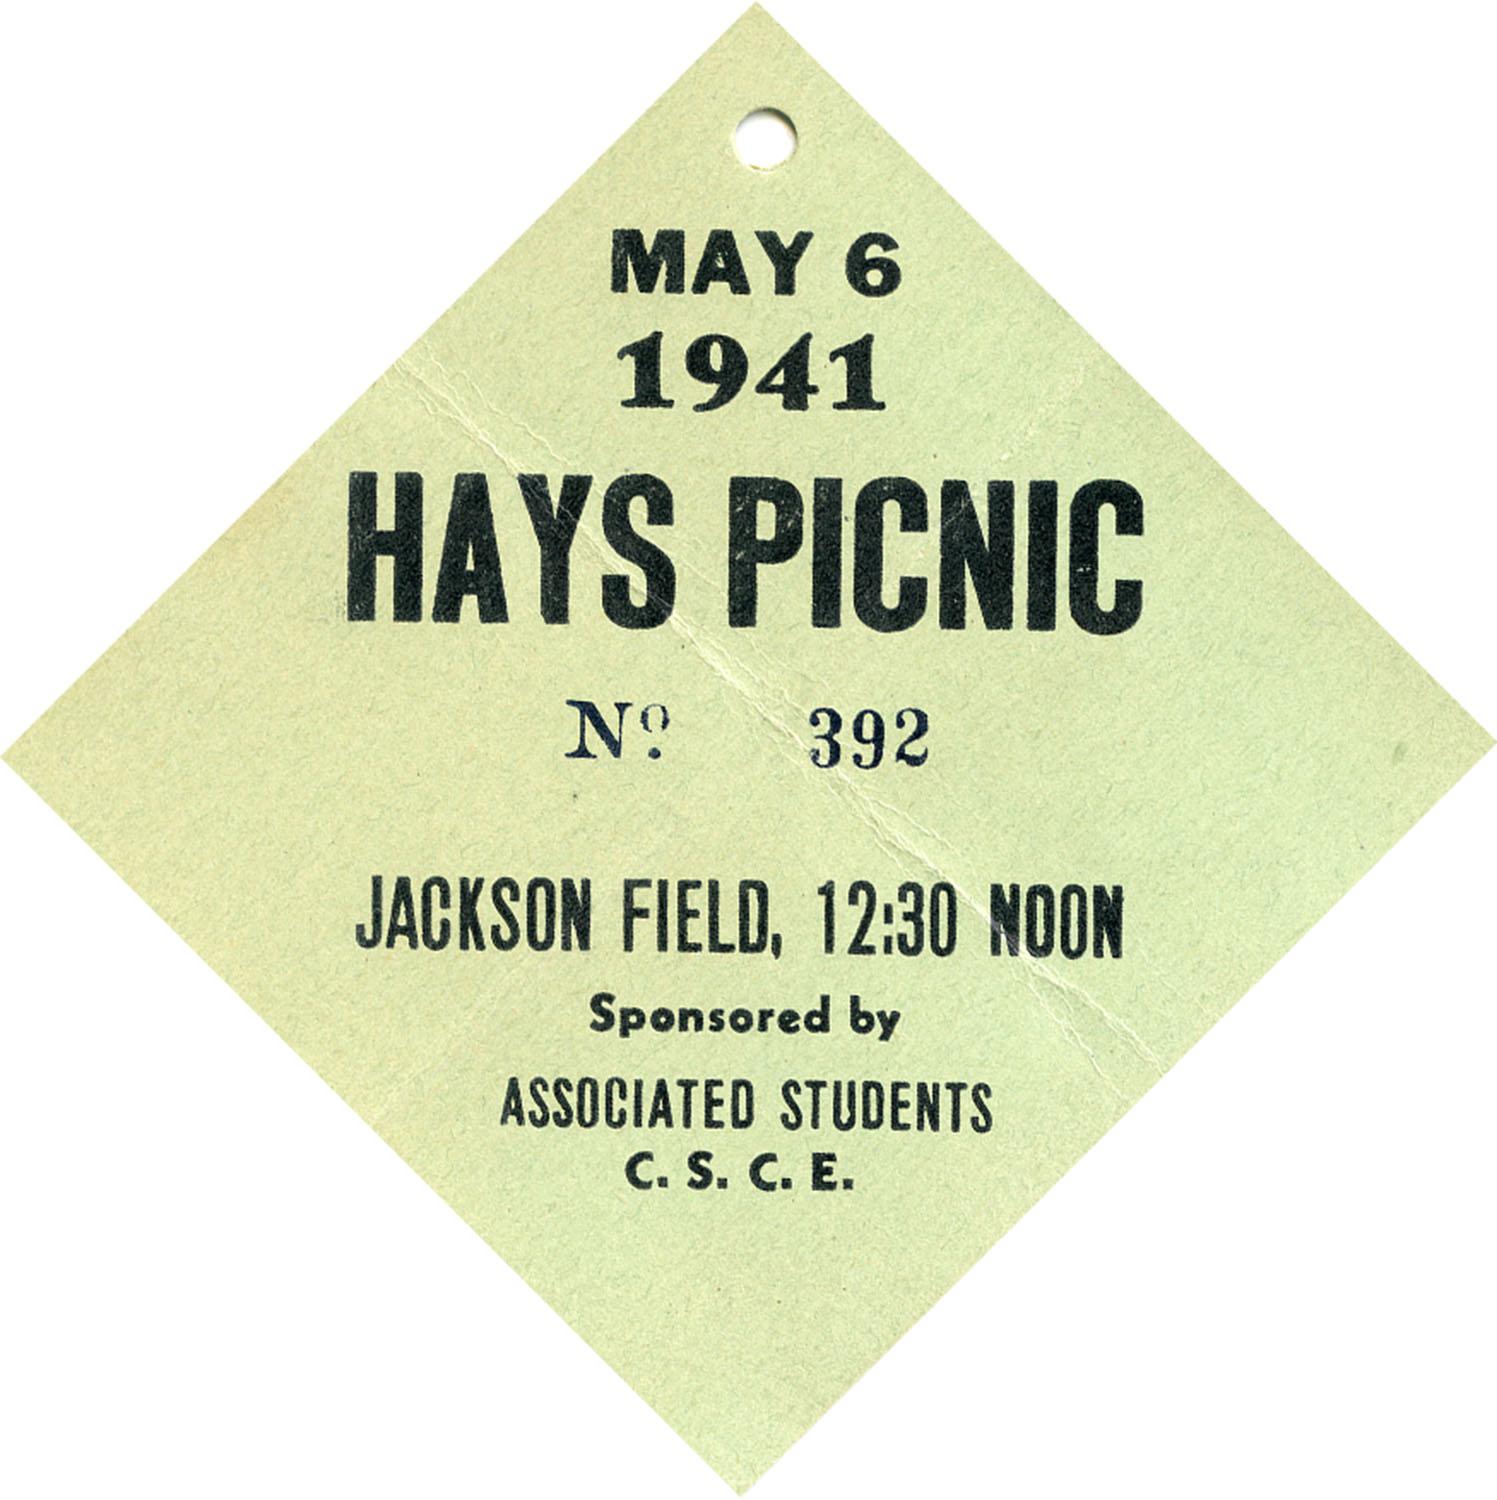 MAY 6
1941
HAYS PICNIC
Nº 392
JACKSON FIELD, 12:30 NOON
Sponsored by
ASSOCIATED STUDENTS
C. S. C. E.